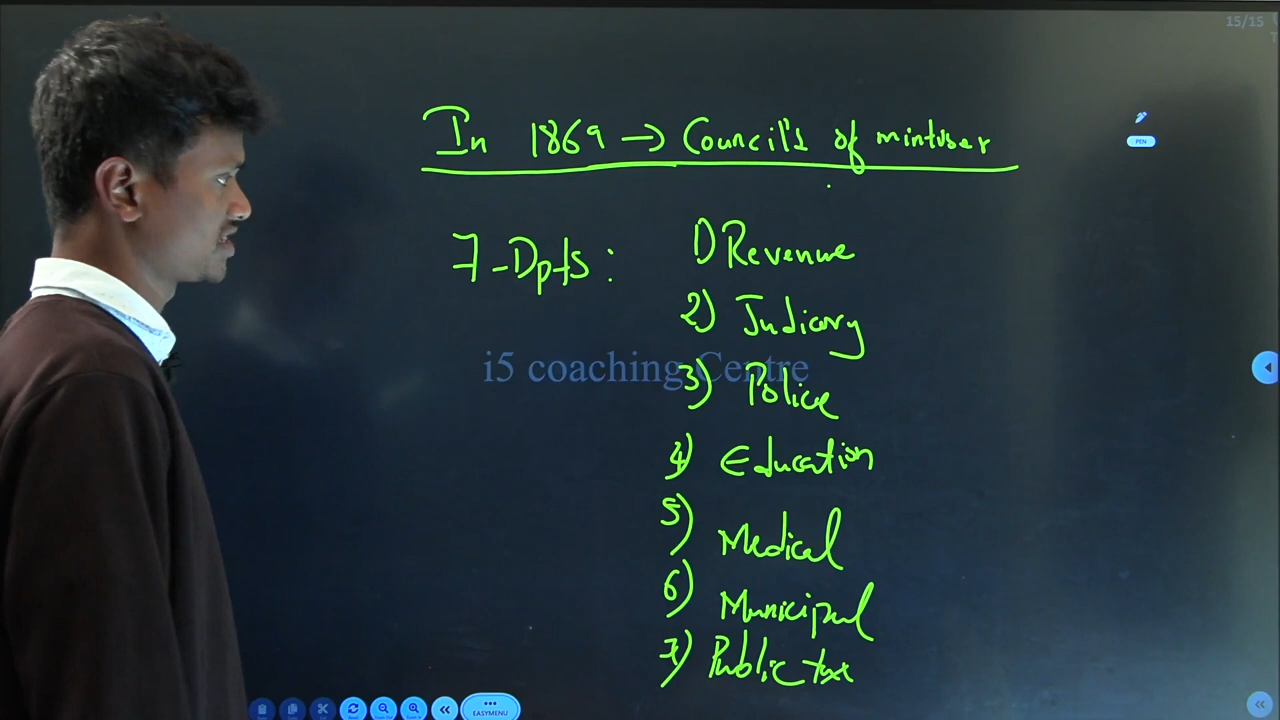 15/15
In 1869 → Council's of mintuser
PEN
7-Dpts:
1) Revenue
2) Judicary
i5 coaching Centre
3) Police
4) Education
5) Medical
6) Municipal
7) Public tax
EASYMENU